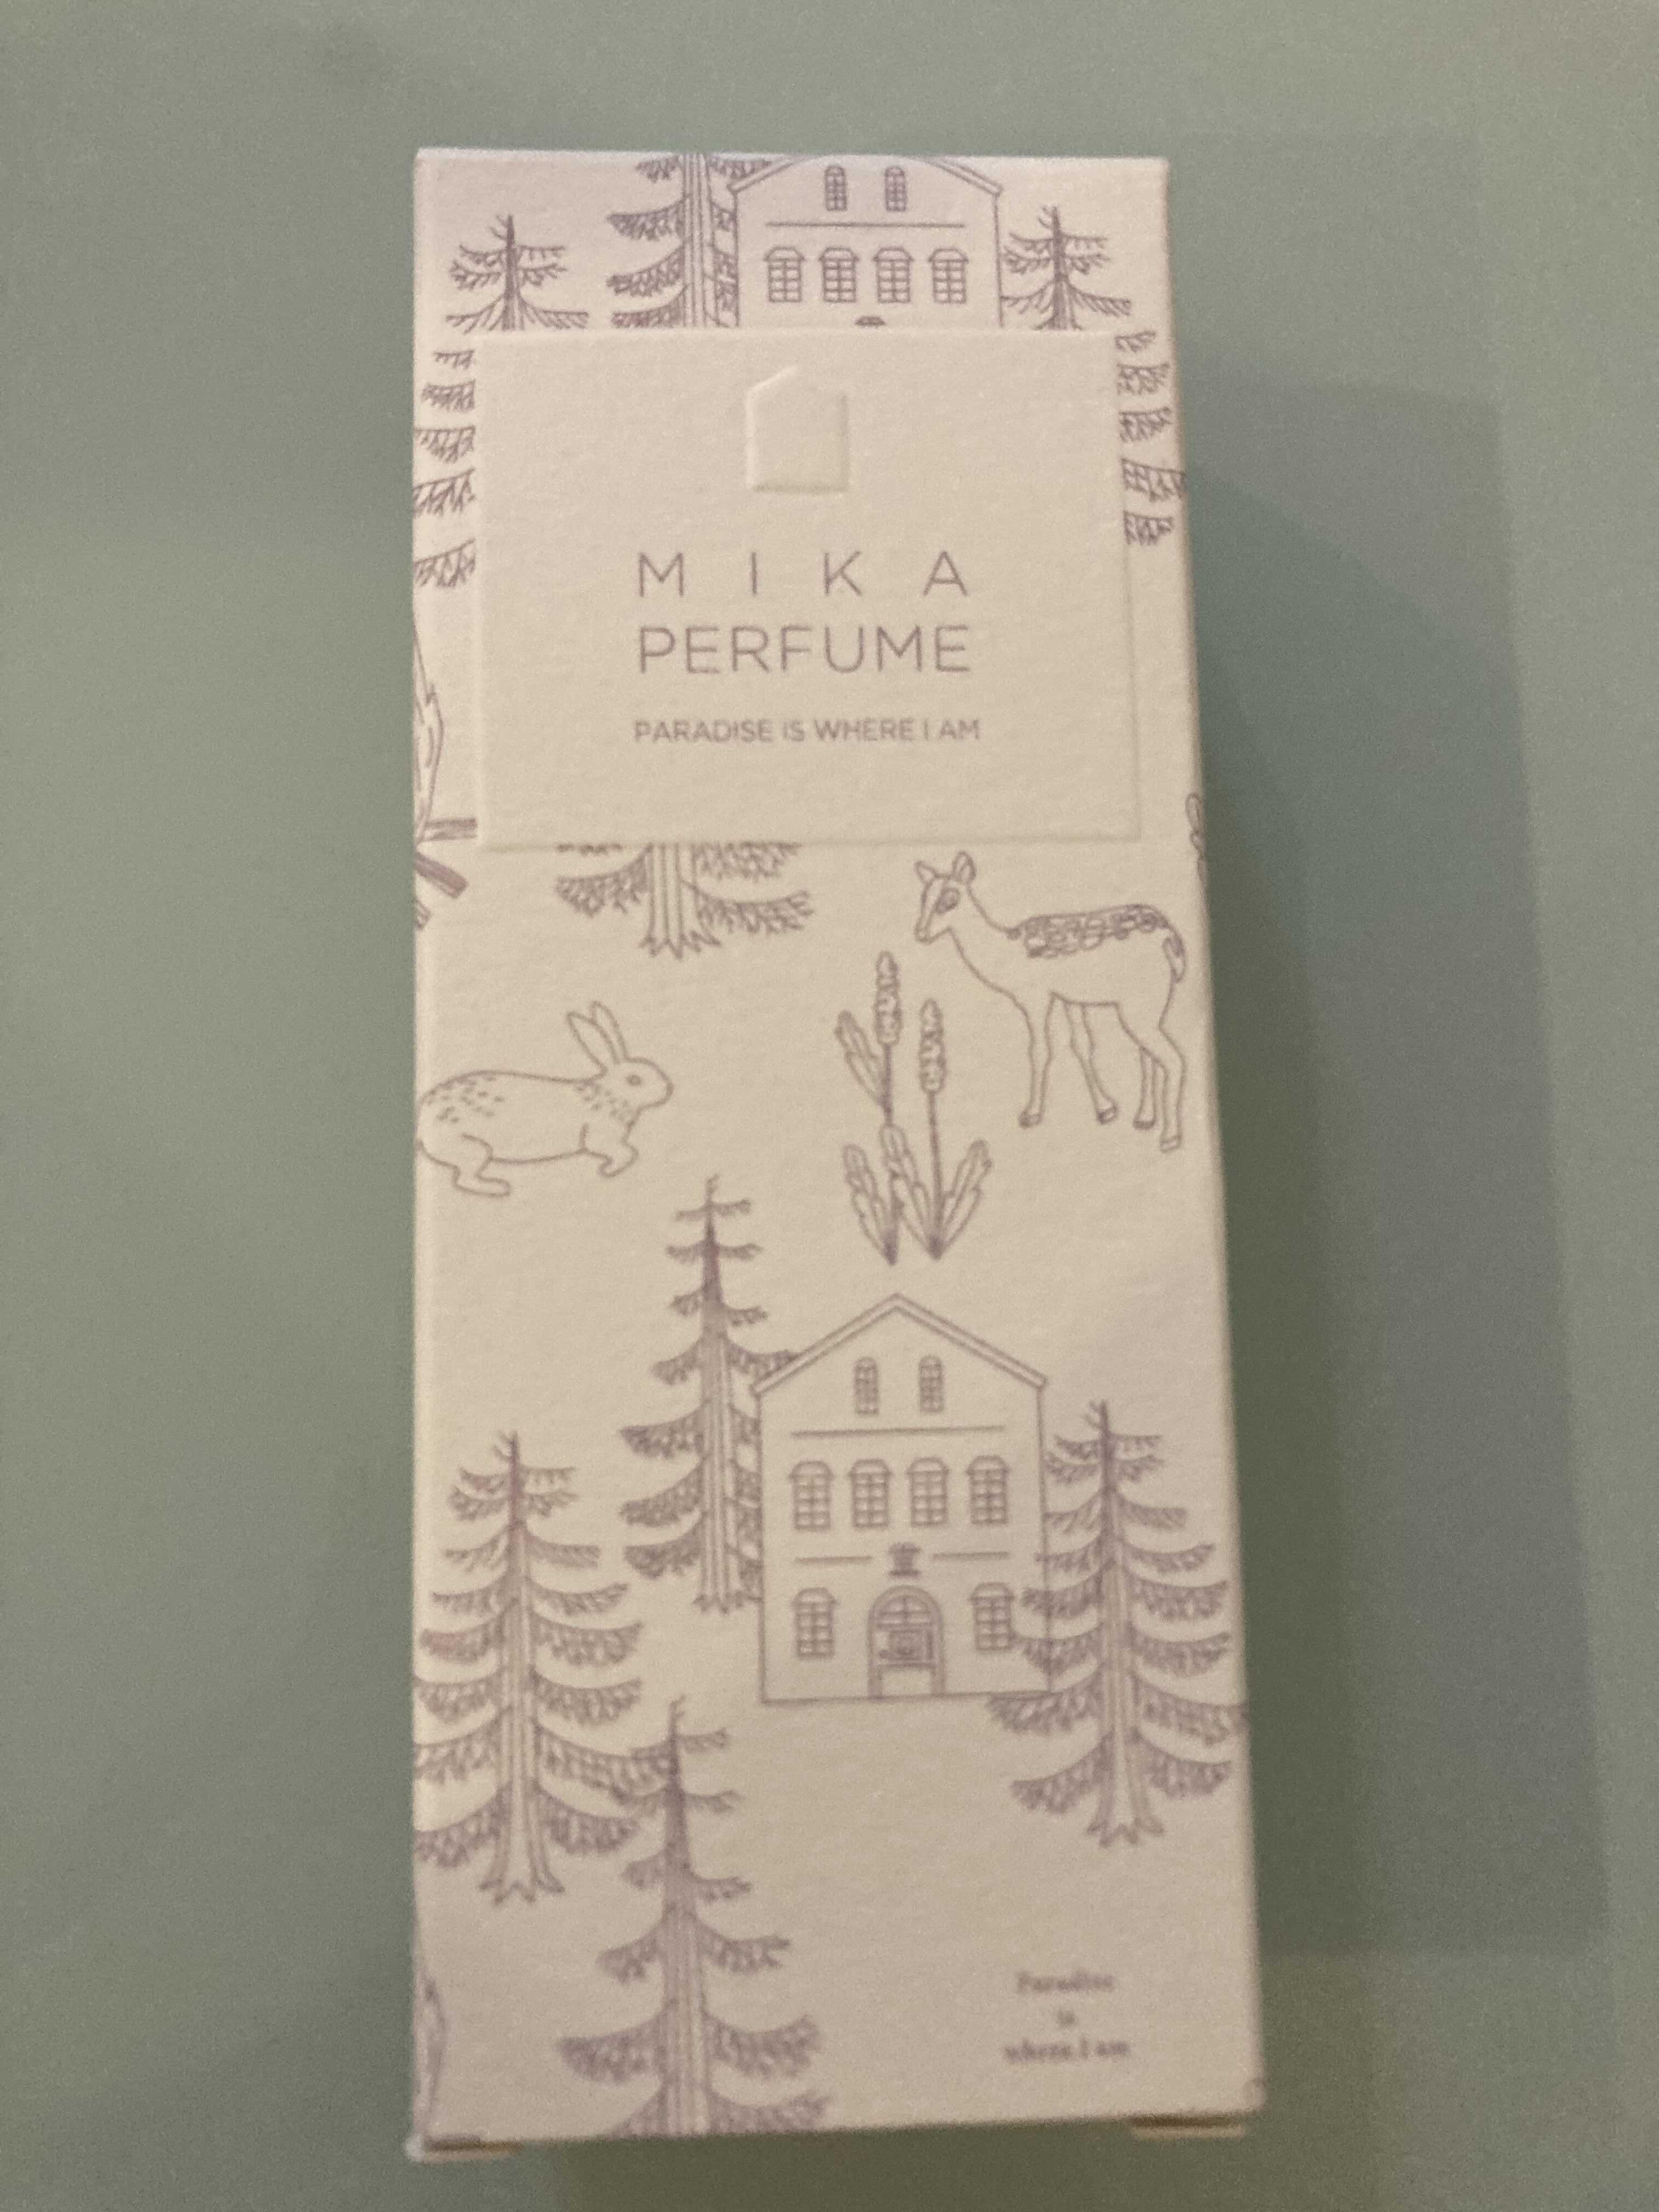 MIKA
PERFUME
PARADISE IS WHERE I AM
Paradise
is
where I am